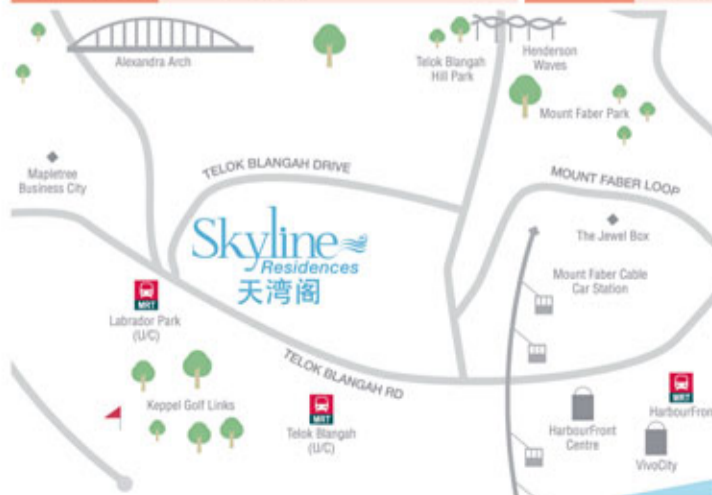 Alexandra Arch
Telok Blangah
Hill Park
Henderson
Waves
Mount Faber Park
Mapletree
Business City
TELOK BLANGAH DRIVE
MOUNT FABER LOOP
Skyline
Residences
天湾阁
The Jewel Box
Mount Faber Cable
Car Station
MRT
Labrador Park
(U/C)
TELOK BLANGAH RD
Keppel Golf Links
MRT
Telok Blangah
(U/C)
HarbourFront
Centre
MRT
HarbourFron
VivoCity